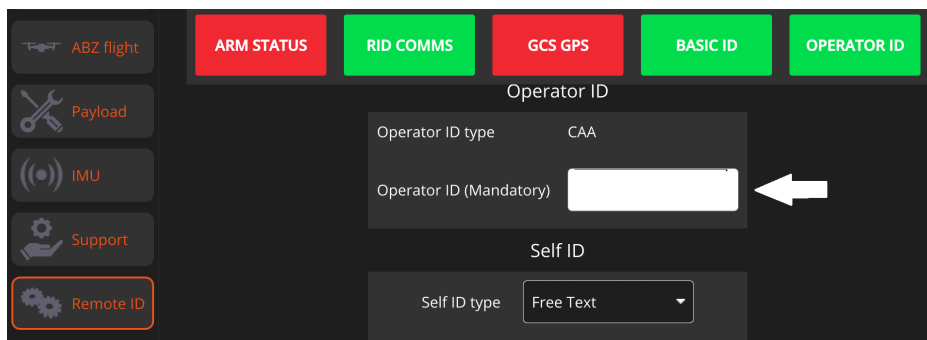 ABZ flight
Payload
IMU
Support
Remote ID
ARM STATUS
RID COMMS
GCS GPS
BASIC ID
OPERATOR ID
Operator ID
Operator ID type CAA
Operator ID (Mandatory)
Self ID
Self ID type Free Text